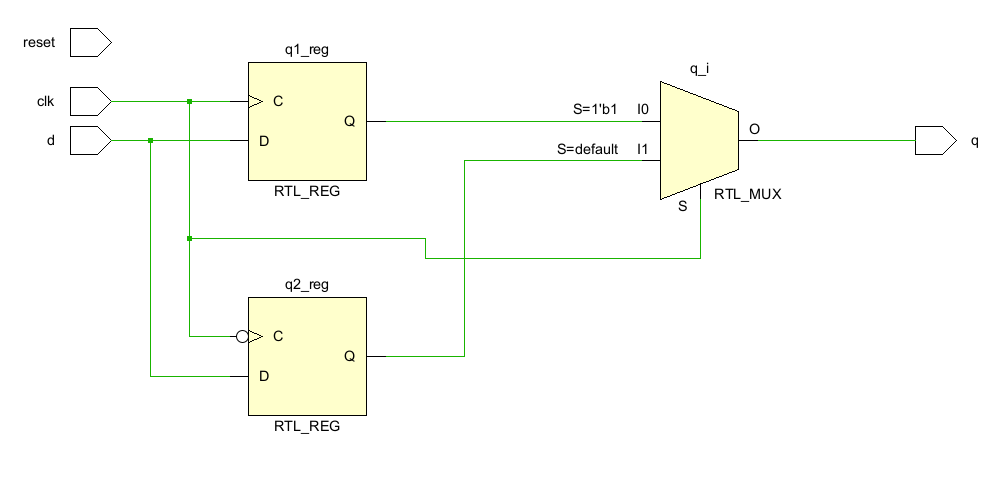 reset
clk
d
q1_reg
C
D
Q
RTL_REG
q2_reg
C
D
Q
RTL_REG
q_i
S=1'b1 I0
S=default I1
O
S
RTL_MUX
q